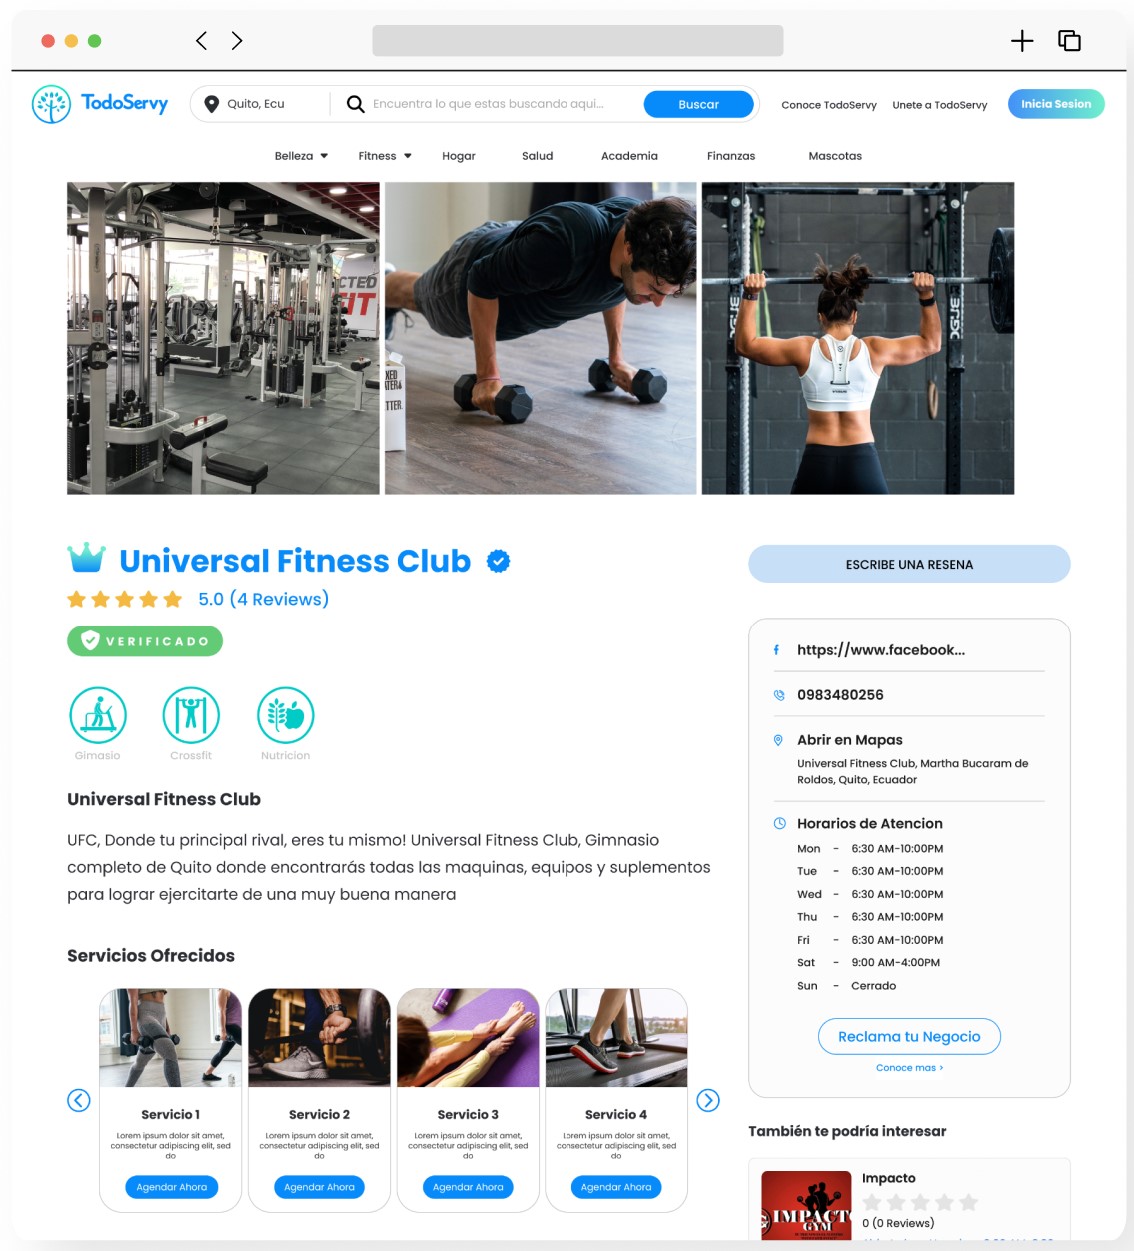 TodoServy
Quito, Ecu
Encuentra lo que estas buscando aqui...
Buscar
Conoce TodoServy
Unete a TodoServy
Inicia Sesion
Belleza
Fitness
Hogar
Salud
Academia
Finanzas
Mascotas
CTED
FIT
XED
ATER
TTER.
OGUE
OGUE
Universal Fitness Club
5.0 (4 Reviews)
VERIFICADO
Gimasio
Crossfit
Nutricion
Universal Fitness Club
UFC, Donde tu principal rival, eres tu mismo! Universal Fitness Club, Gimnasio
completo de Quito donde encontrarás todas las maquinas, equipos y suplementos
para lograr ejercitarte de una muy buena manera
Servicios Ofrecidos
Servicio 1
Lorem ipsum dolor sit amet,
consectetur adipiscing elit, sed
do
Agendar Ahora
Servicio 2
Lorem ipsum dolor sit amet,
consectetur adipiscing elit, sed
do
Agendar Ahora
Servicio 3
Lorem ipsum dolor sit amet,
consectetur adipiscing elit, sed
do
Agendar Ahora
Servicio 4
Lorem ipsum dolor sit amet,
consectetur adipiscing elit, sed
do
Agendar Ahora
ESCRIBE UNA RESENA
https://www.facebook...
0983480256
Abrir en Mapas
Universal Fitness Club, Martha Bucaram de
Roldos, Quito, Ecuador
Horarios de Atencion
Mon - 6:30 AM-10:00PM
Tue - 6:30 AM-10:00PM
Wed - 6:30 AM-10:00PM
Thu - 6:30 AM-10:00PM
Fri - 6:30 AM-10:00PM
Sat - 9:00 AM-4:00PM
Sun - Cerrado
Reclama tu Negocio
Conoce mas >
También te podría interesar
Impacto
0 (0 Reviews)
IMPACT
GYM